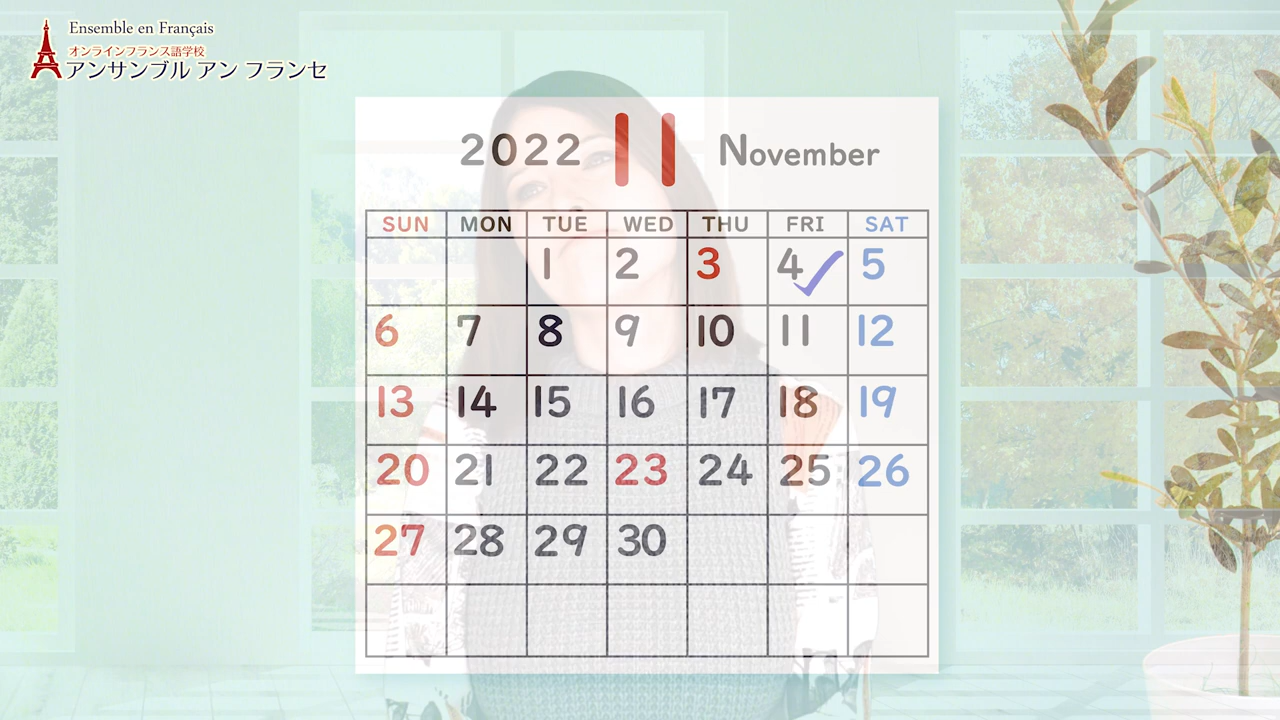 Ensemble en Français
オンラインフランス語学校
アンサンブル アン フランセ
2022 11 November
SUN MON TUE WED THU FRI SAT
1 2 3 4 5
6 7 8 9 10 11 12
13 14 15 16 17 18 19
20 21 22 23 24 25 26
27 28 29 30